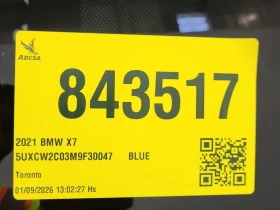 ADESA
843517
2021 BMW X7
5UXCW2C03M9F30047 BLUE
Toronto
01/09/2026 13:02:27 Hs